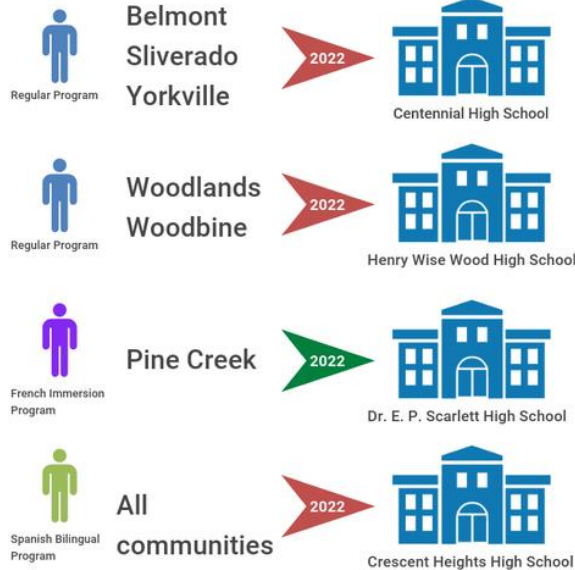 Belmont
Sliverado
Yorkville
Regular Program
2022
Centennial High School
Woodlands
Woodbine
Regular Program
2022
Henry Wise Wood High School
Pine Creek
French Immersion
Program
2022
Dr. E. P. Scarlett High School
All
communities
Spanish Bilingual
Program
2022
Crescent Heights High School